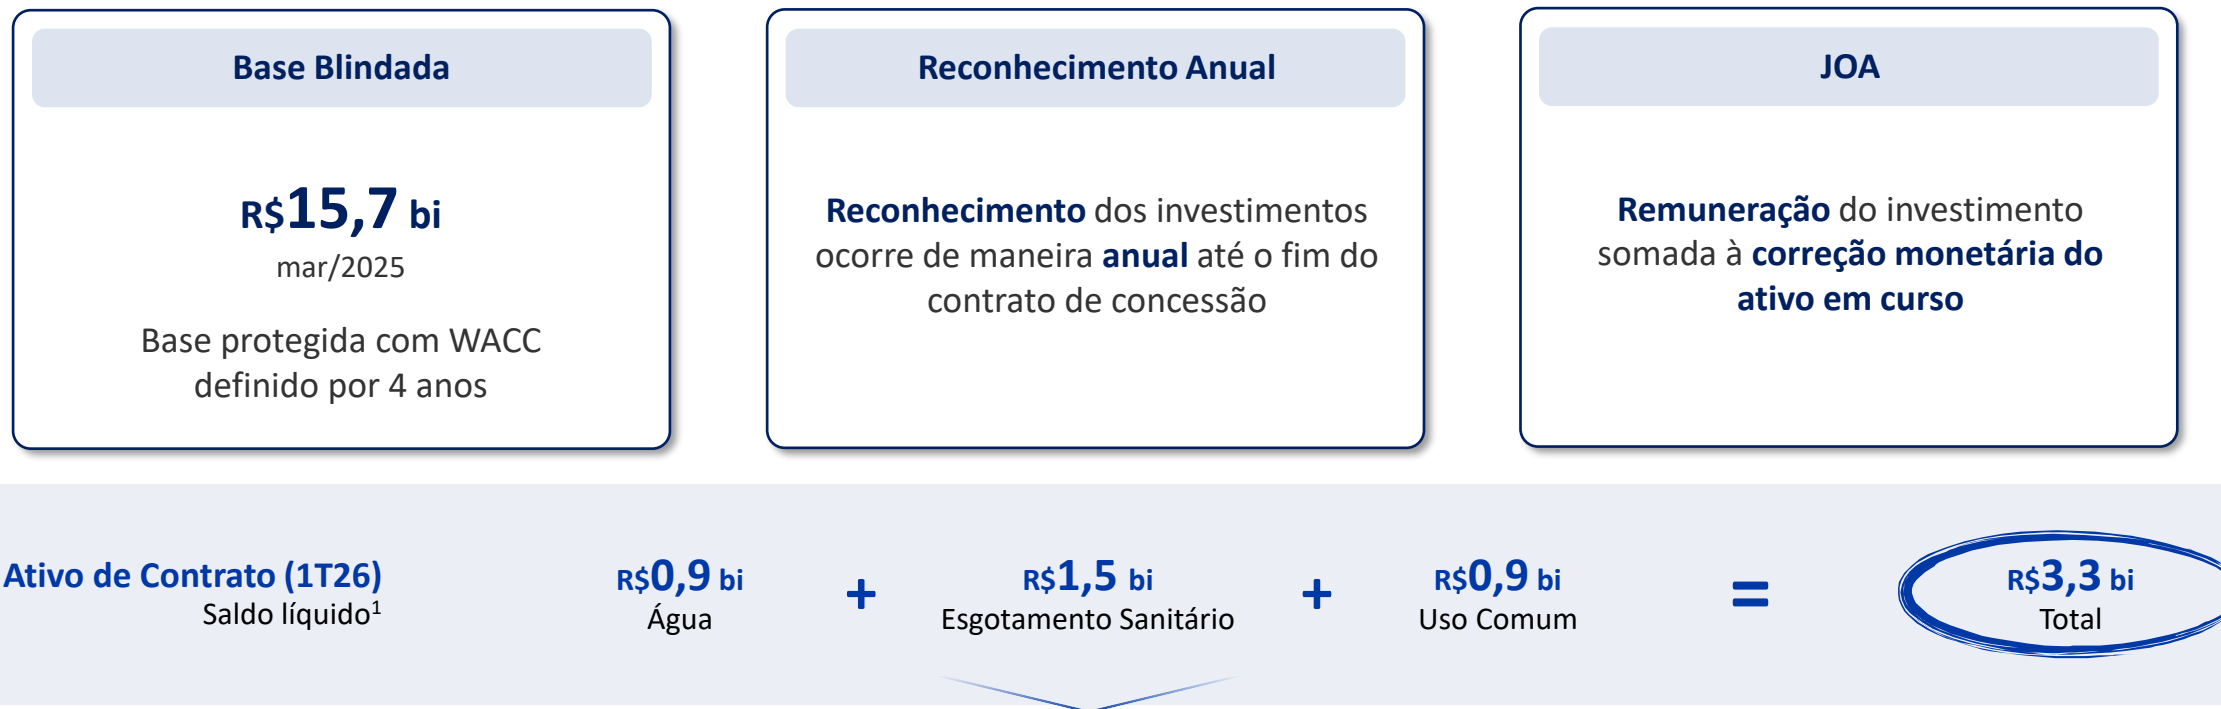 Base Blindada
R$15,7 bi
mar/2025
Base protegida com WACC
definido por 4 anos
Reconhecimento Anual
Reconhecimento dos investimentos
ocorre de maneira anual até o fim do
contrato de concessão
JOA
Remuneração do investimento
somada à correção monetária do
ativo em curso
Ativo de Contrato (1T26)
Saldo líquido¹
R$0,9 bi
Água
+
R$1,5 bi
Esgotamento Sanitário
+
R$0,9 bi
Uso Comum
=
R$3,3 bi
Total